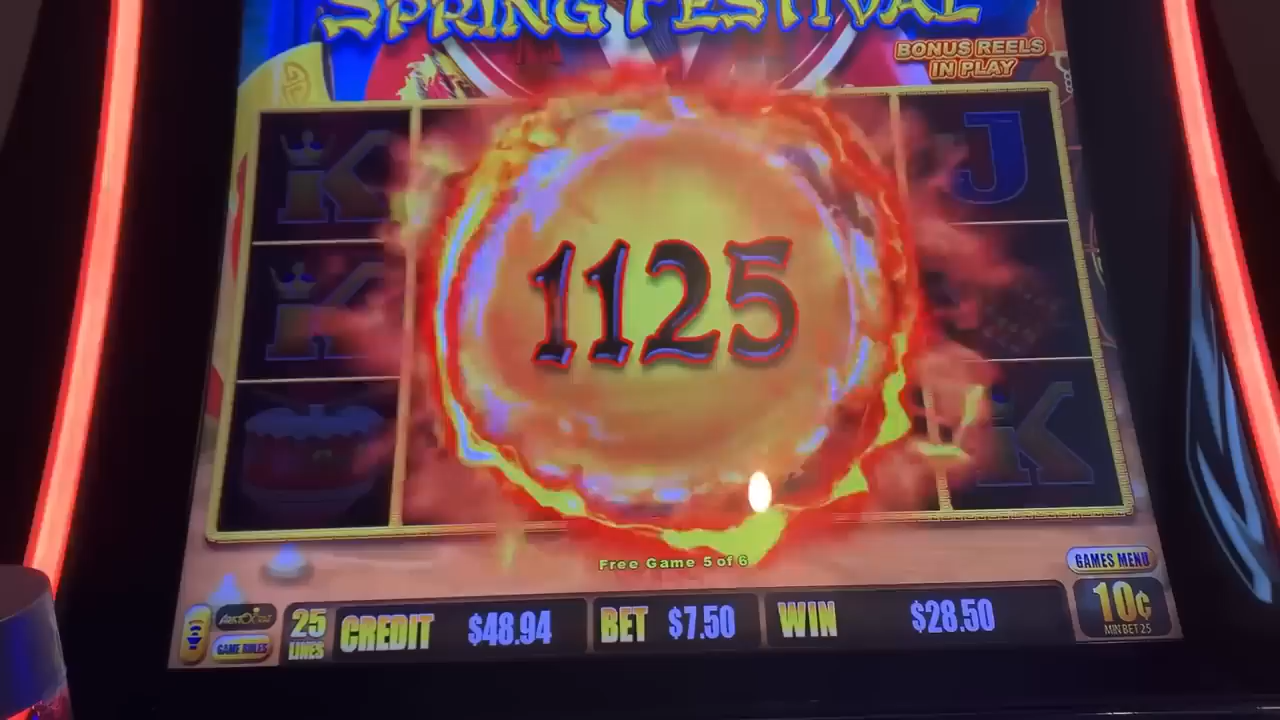 SPRING FESTIVAL
BONUS REELS
IN PLAY
K
J
K
1125
K
Free Game 5 of 6
GAMES MENU
ARISTOCRAT
GAME RULES
25
LINES
CREDIT $48.94
BET $7.50
WIN $28.50
10¢
MIN BET 25